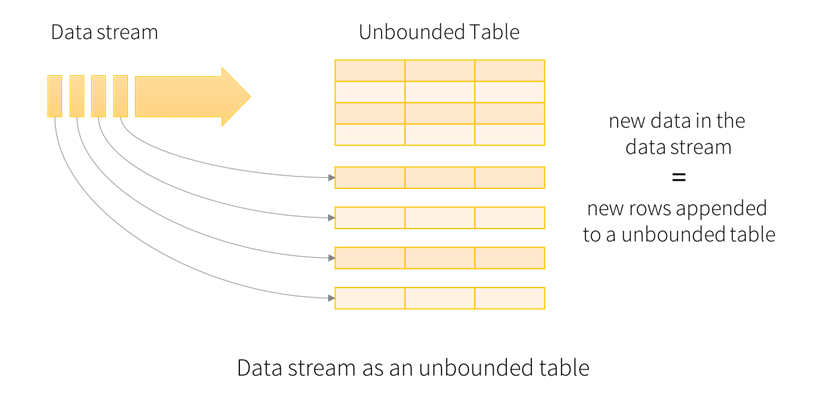 Data stream
Unbounded Table
new data in the
data stream
=
new rows appended
to a unbounded table
Data stream as an unbounded table